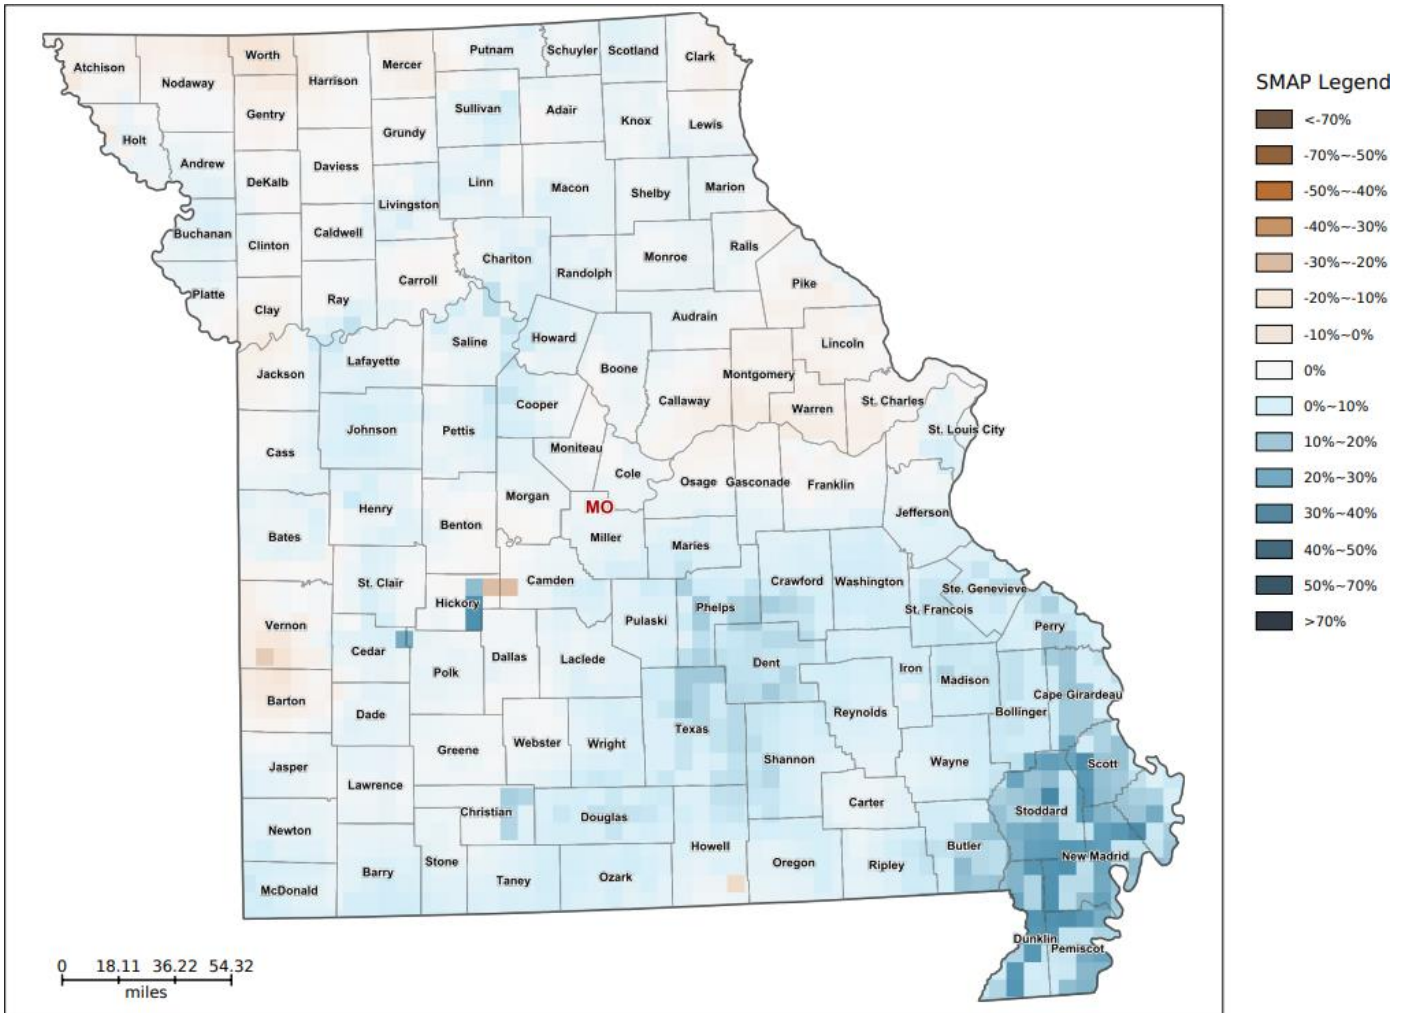 Putnam
Schuyler
Scotland
Worth
Clark
Mercer
Atchison
Harrison
Nodaway
Sullivan
Adair
Gentry
Knox
Lewis
Grundy
Holt
Andrew
Daviess
DeKalb
Linn
Macon
Shelby
Marion
Livingston
Buchanan
Caldwell
Clinton
Ralls
Chariton
Monroe
Randolph
Carroll
Pike
Platte
Ray
Clay
Audrain
Howard
Saline
Lincoln
Lafayette
Boone
Jackson
Montgomery
Callaway
St. Charles
Cooper
Warren
Johnson
Pettis
St. Louis City
Moniteau
Cass
Cole
Osage
Gasconade
Franklin
Morgan
MO
Henry
Jefferson
Benton
Bates
Miller
Maries
St. Clair
Camden
Crawford
Washington
Ste. Genevieve
Hickory
Phelps
St. Francois
Pulaski
Vernon
Perry
Cedar
Dallas
Laclede
Dent
Iron
Polk
Madison
Cape Girardeau
Barton
Dade
Reynolds
Bollinger
Texas
Webster
Wright
Greene
Shannon
Wayne
Scott
Jasper
Lawrence
Carter
Stoddard
Christian
Douglas
Newton
Howell
Butler
New Madrid
Stone
Oregon
Ripley
Barry
Taney
Ozark
McDonald
Dunklin
Pemiscot
0 18.11 36.22 54.32
miles
SMAP Legend
<-70%
-70%~-50%
-50%~-40%
-40%~-30%
-30%~-20%
-20%~-10%
-10%~0%
0%
0%~10%
10%~20%
20%~30%
30%~40%
40%~50%
50%~70%
>70%